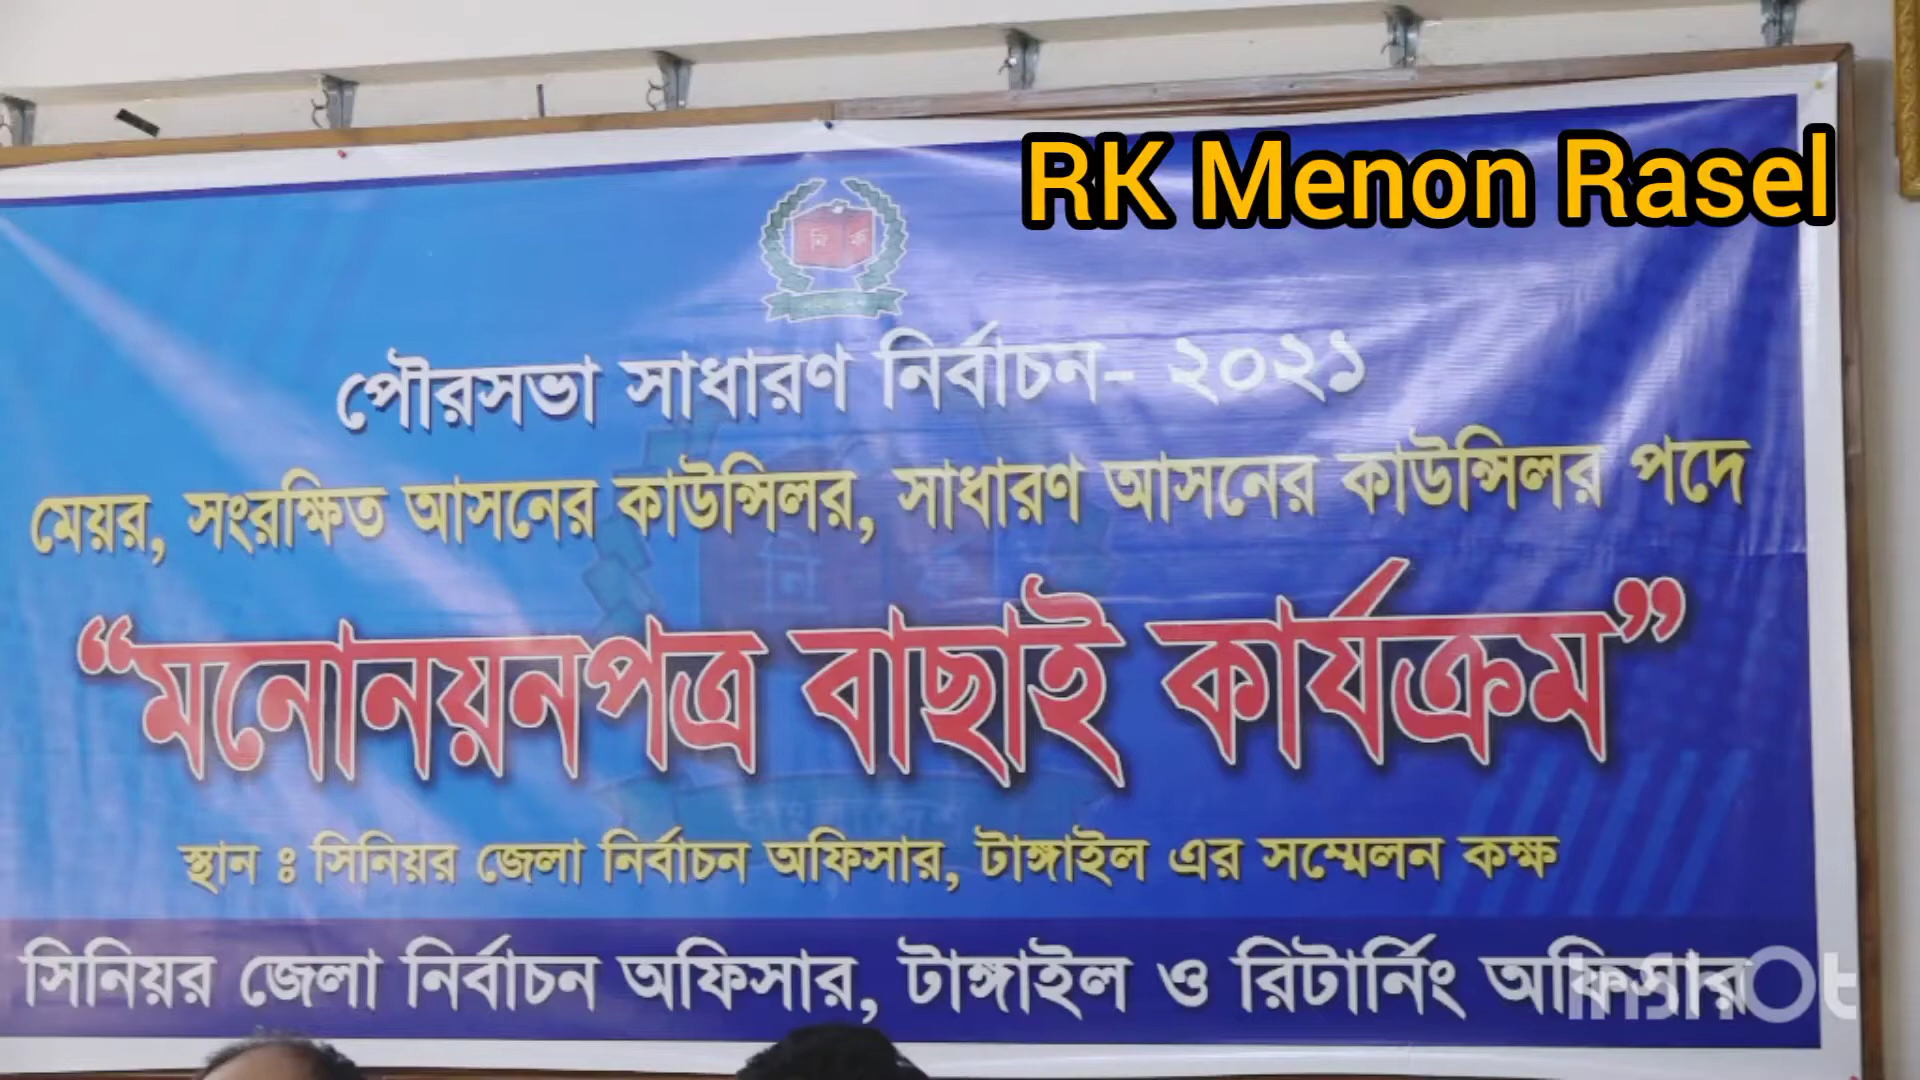 RK Menon Rasel
নি ক
পৌরসভা সাধারণ নির্বাচন- ২০২১
মেয়র, সংরক্ষিত আসনের কাউন্সিলর, সাধারণ আসনের কাউন্সিলর পদে
“মনোনয়নপত্র বাছাই কার্যক্রম”
স্থান ঃ সিনিয়র জেলা নির্বাচন অফিসার, টাঙ্গাইল এর সম্মেলন কক্ষ
সিনিয়র জেলা নির্বাচন অফিসার, টাঙ্গাইল ও রিটার্নিং অফিসার
InShOt